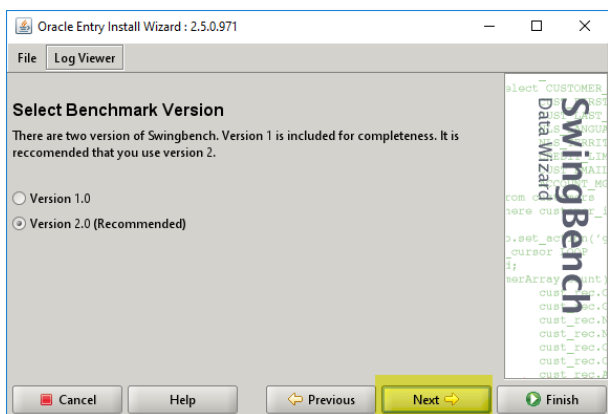 Oracle Entry Install Wizard : 2.5.0.971
File Log Viewer
Select Benchmark Version
There are two version of Swingbench. Version 1 is included for completeness. It is
reccomended that you use version 2.
Version 1.0
Version 2.0 (Recommended)
SwingBench
Data Wizard
Cancel Help Previous Next Finish